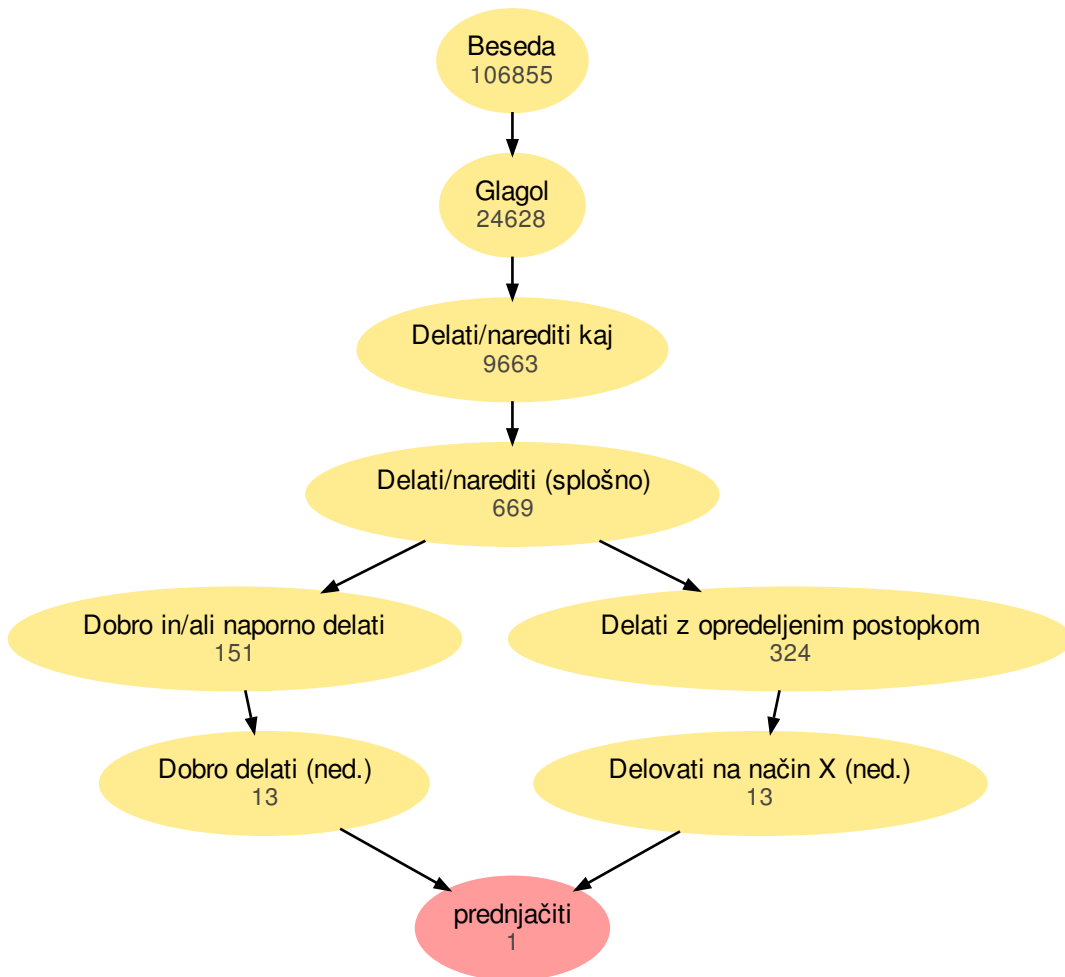 Beseda
106855
Glagol
24628
Delati/narediti kaj
9663
Delati/narediti (splošno)
669
Dobro in/ali naporno delati
151
Delati z opredeljenim postopkom
324
Dobro delati (ned.)
13
Delovati na način X (ned.)
13
prednjačiti
1